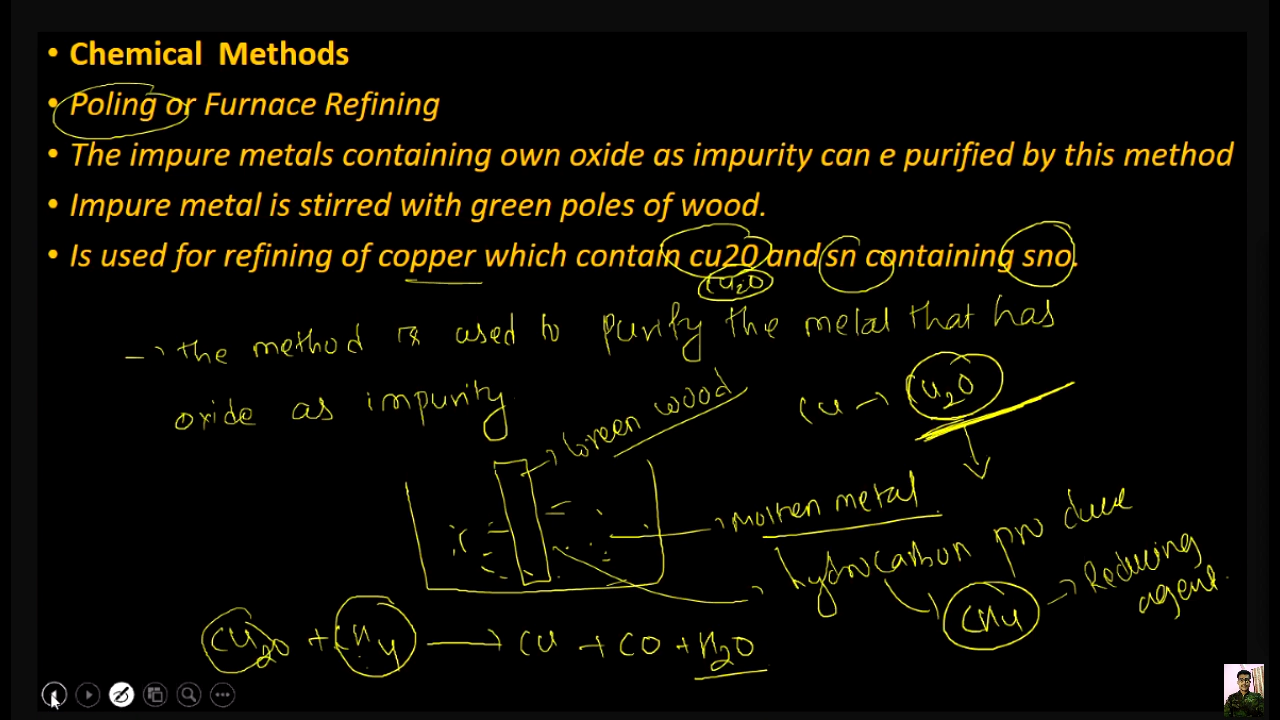 • Chemical Methods
• Poling or Furnace Refining
• The impure metals containing own oxide as impurity can e purified by this method
• Impure metal is stirred with green poles of wood.
• Is used for refining of copper which contain cu2O and sn containing sno.
Cu₂O
→ The method is used to purify the metal that has
oxide as impurity
Cu → Cu₂O
→ Green wood
→ Molten metal
hydrocarbon produce
CH4 → Reducing
agent.
Cu₂O + CH4 → Cu + CO + H₂O